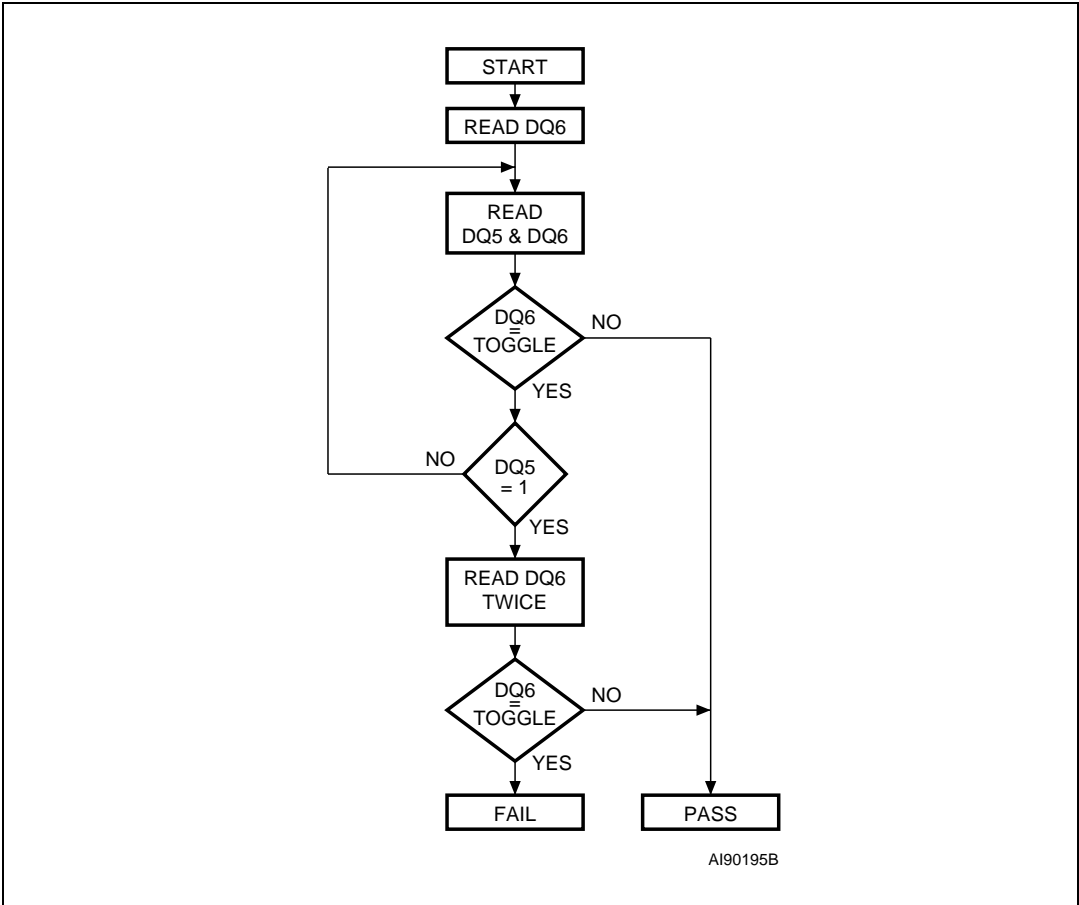 START
READ DQ6
READ
DQ5 & DQ6
DQ6
=
TOGGLE
NO
YES
NO
DQ5
= 1
YES
READ DQ6
TWICE
DQ6
=
TOGGLE
NO
YES
FAIL
PASS
AI90195B